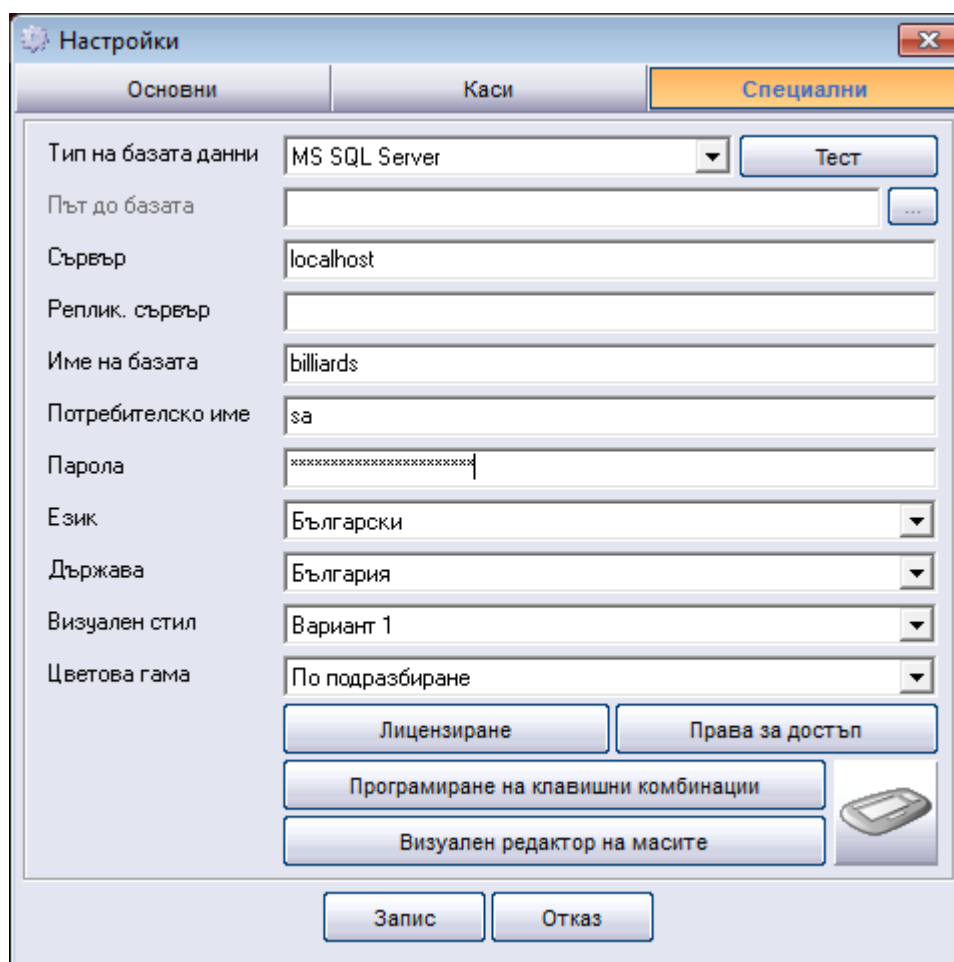 Настройки
Основни Каси Специални
Тип на базата данни MS SQL Server Тест
Път до базата ...
Сървър localhost
Реплик. сървър
Име на базата billiards
Потребителско име sa
Парола ***********************
Език Български
Държава България
Визуален стил Вариант 1
Цветова гама По подразбиране
Лицензиране Права за достъп
Програмиране на клавишни комбинации
Визуален редактор на масите
Запис Отказ